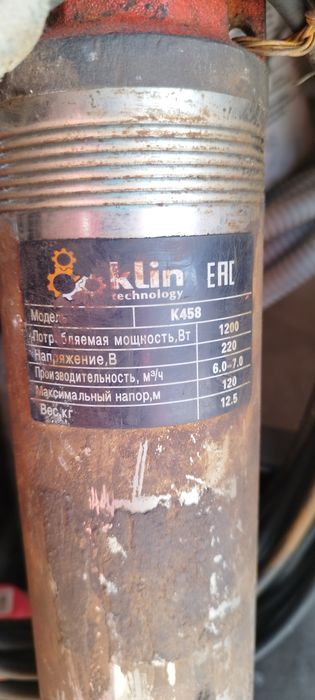 klin EAC
technology
Модель K458
Потребляемая мощность,Вт 1200
Напряжение,В 220
Производительность, м³/ч 6.0-7.0
Максимальный напор,м 120
Вес,кг 12.5